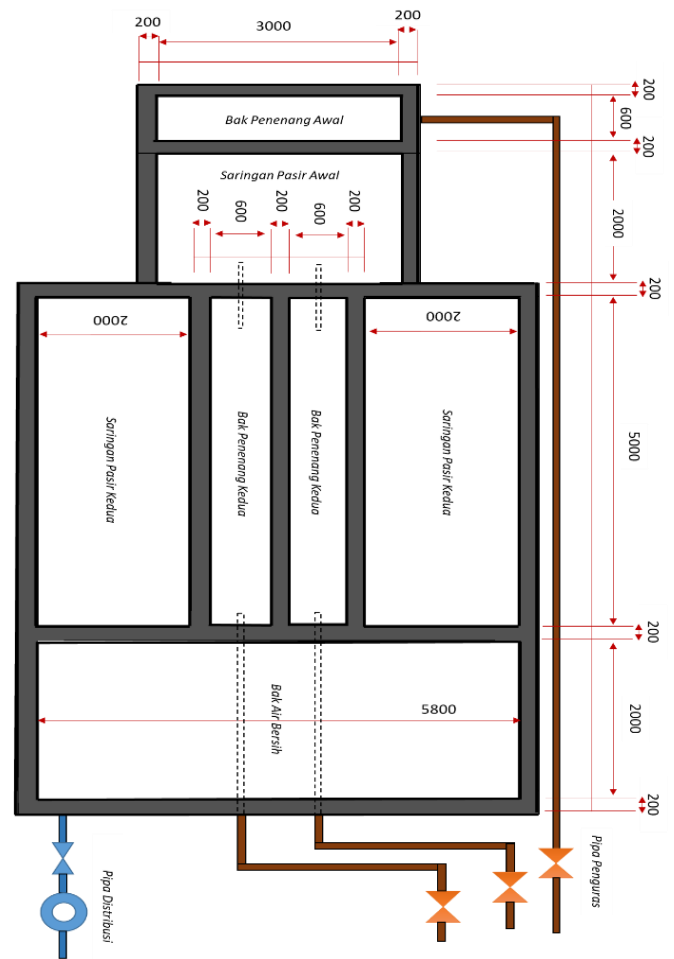 200
3000
200
200
600
200
Bak Penenang Awal
Saringan Pasir Awal
200
600
200
600
200
2000
200
2000
2000
Saringan Pasir Kedua
Bak Penenang Kedua
Bak Penenang Kedua
Saringan Pasir Kedua
5000
200
Bak Air Bersih
5800
2000
200
Pipa Distribusi
Pipa Penguras